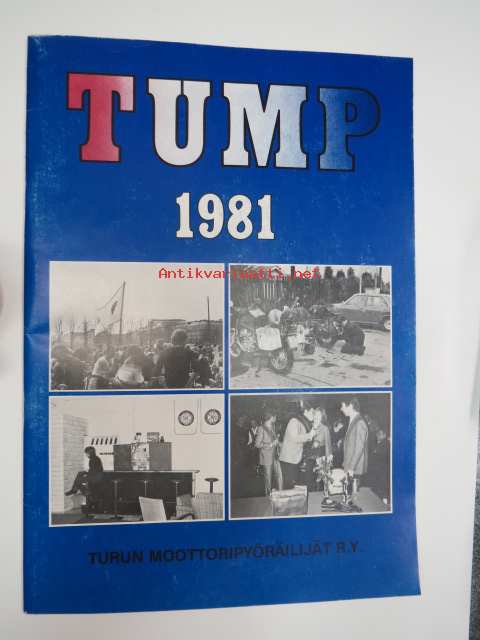 TUMP
1981
Antikvariaatti.net
TURUN MOOTTORIPYÖRÄILIJÄT R.Y.